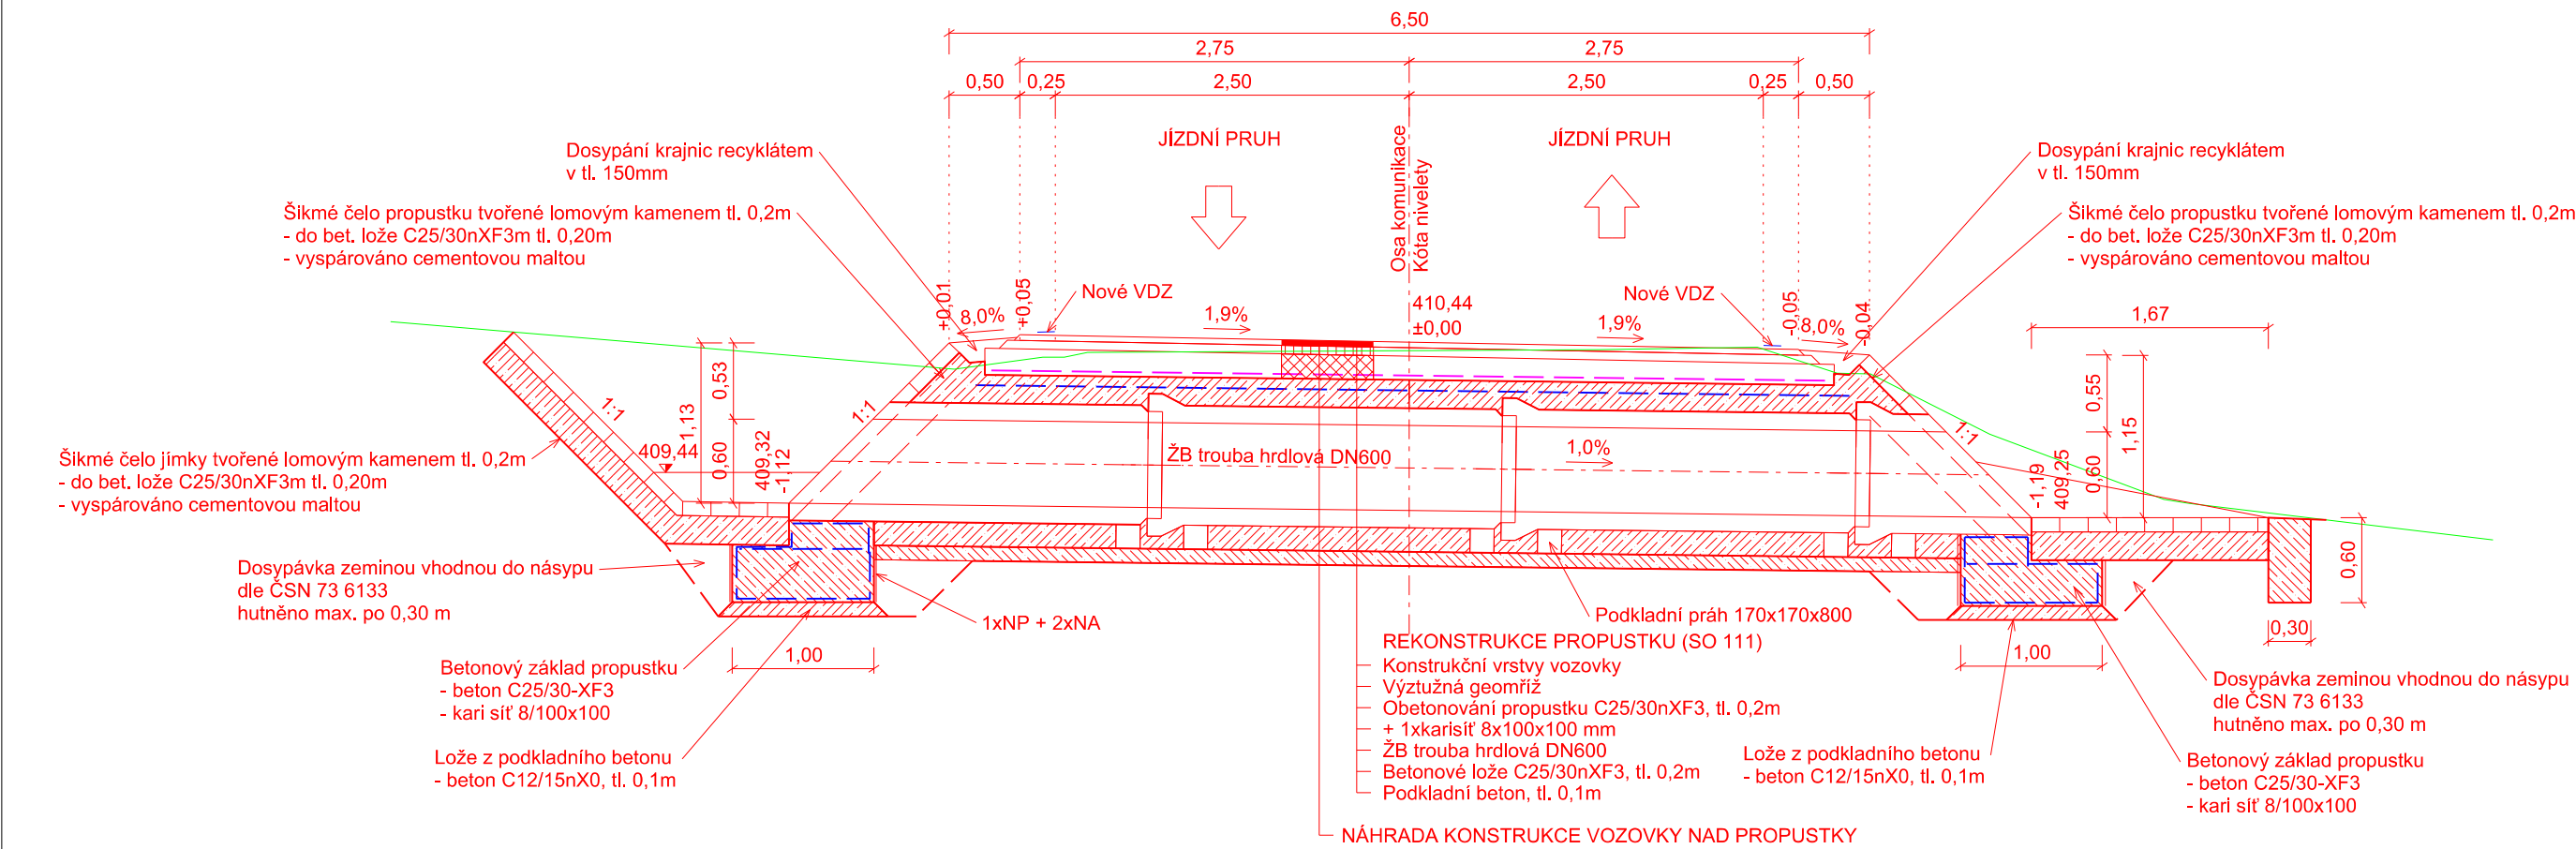 6,50
2,75
2,75
0,50
0,25
2,50
2,50
0,25
0,50
JÍZDNÍ PRUH
JÍZDNÍ PRUH
Osa komunikace
Kóta nivelety
Dosypání krajnic recyklátem
v tl. 150mm
Šikmé čelo propustku tvořené lomovým kamenem tl. 0,2m
- do bet. lože C25/30nXF3m tl. 0,20m
- vyspárováno cementovou maltou
Dosypání krajnic recyklátem
v tl. 150mm
Šikmé čelo propustku tvořené lomovým kamenem tl. 0,2m
- do bet. lože C25/30nXF3m tl. 0,20m
- vyspárováno cementovou maltou
+0,01
8,0%
+0,05
Nové VDZ
1,9%
410,44
±0,00
1,9%
Nové VDZ
-0,05
8,0%
-0,04
1,67
1:1
1,13
0,53
0,60
409,44
409,32
-1,12
1:1
ŽB trouba hrdlová DN600
1,0%
1:1
-1,19
409,25
0,55
0,60
1,15
0,60
0,30
Šikmé čelo jímky tvořené lomovým kamenem tl. 0,2m
- do bet. lože C25/30nXF3m tl. 0,20m
- vyspárováno cementovou maltou
Dosypávka zeminou vhodnou do násypu
dle ČSN 73 6133
hutněno max. po 0,30 m
1xNP + 2xNA
1,00
Betonový základ propustku
- beton C25/30-XF3
- kari síť 8/100x100
Lože z podkladního betonu
- beton C12/15nX0, tl. 0,1m
Podkladní práh 170x170x800
REKONSTRUKCE PROPUSTKU (SO 111)
Konstrukční vrstvy vozovky
Výztužná geomříž
Obetonování propustku C25/30nXF3, tl. 0,2m
+ 1xkarisíť 8x100x100 mm
ŽB trouba hrdlová DN600
Betonové lože C25/30nXF3, tl. 0,2m
Podkladní beton, tl. 0,1m
NÁHRADA KONSTRUKCE VOZOVKY NAD PROPUSTKY
1,00
Lože z podkladního betonu
- beton C12/15nX0, tl. 0,1m
Dosypávka zeminou vhodnou do násypu
dle ČSN 73 6133
hutněno max. po 0,30 m
Betonový základ propustku
- beton C25/30-XF3
- kari síť 8/100x100